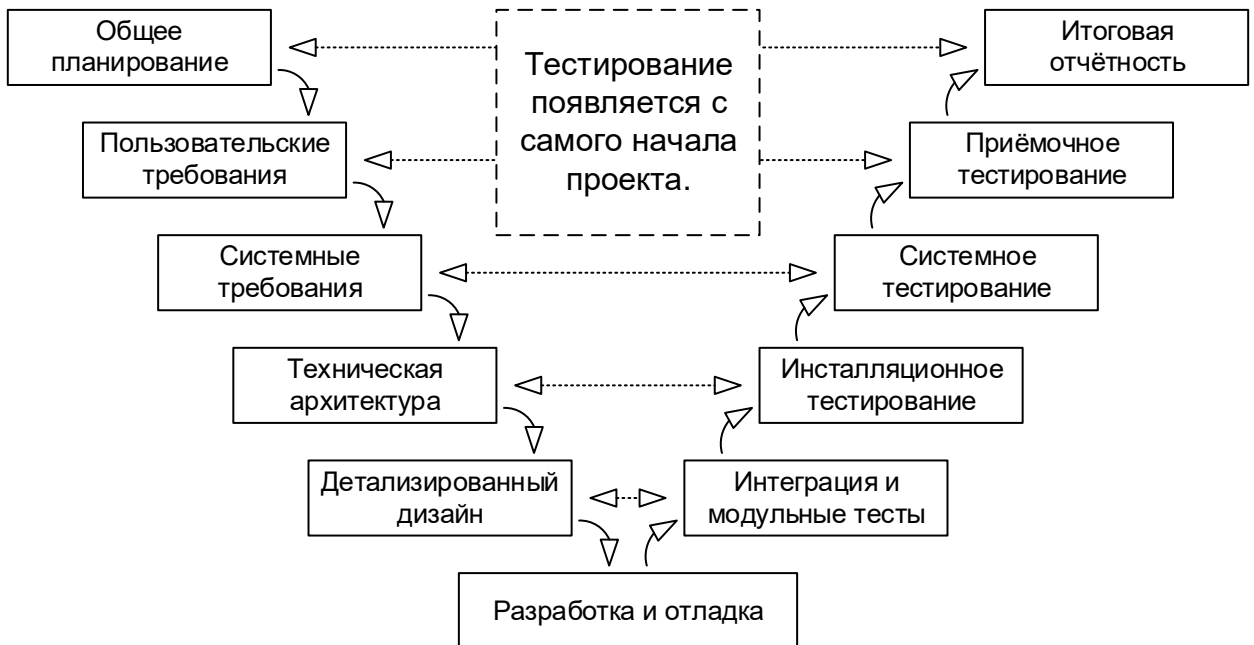 Общее
планирование
Тестирование
появляется с
самого начала
проекта.
Итоговая
отчётность
Пользовательские
требования
Приёмочное
тестирование
Системные
требования
Системное
тестирование
Техническая
архитектура
Инсталляционное
тестирование
Детализированный
дизайн
Интеграция и
модульные тесты
Разработка и отладка